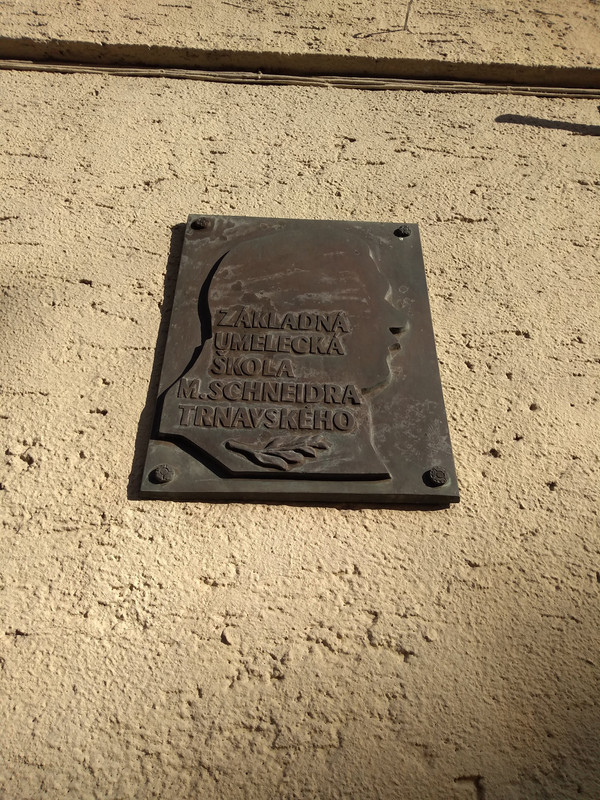 ZÁKLADNÁ
UMELECKÁ
ŠKOLA
M. SCHNEIDRA
TRNAVSKÉHO